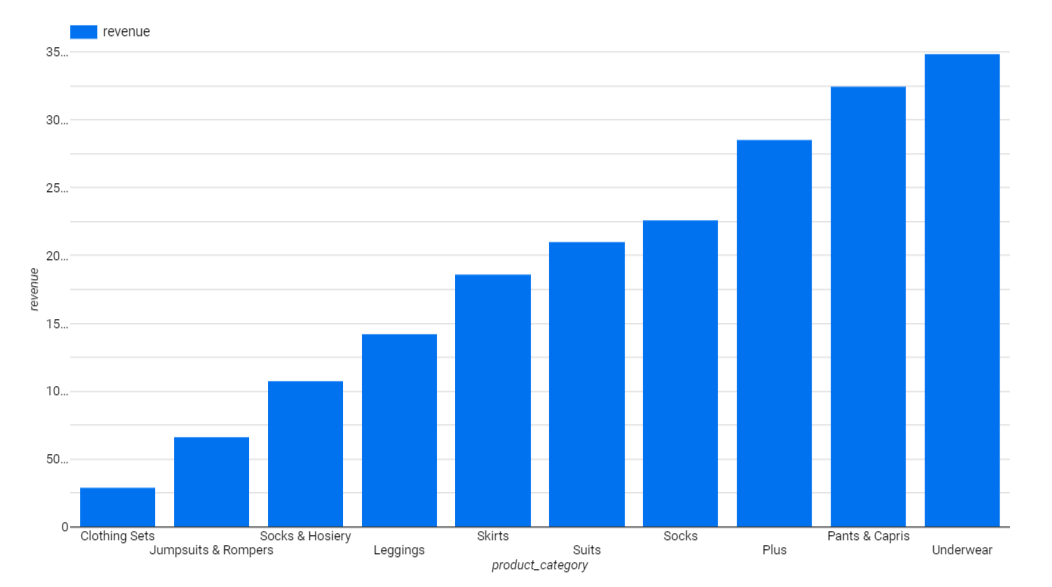 revenue
35...
30...
25...
20...
15...
10...
50...
0
revenue
Clothing Sets
Jumpsuits & Rompers
Socks & Hosiery
Leggings
Skirts
Suits
Socks
Plus
Pants & Capris
Underwear
product_category